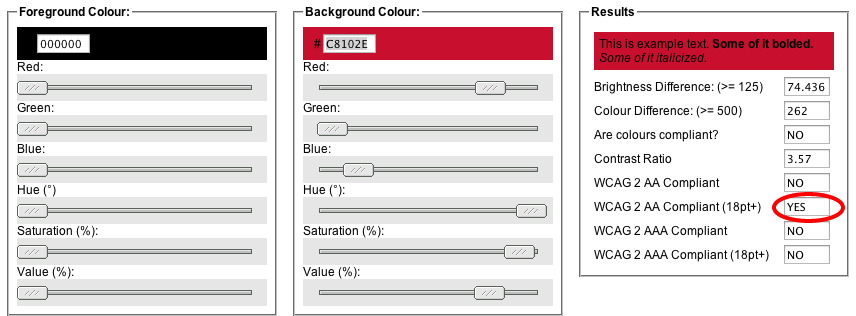 Foreground Colour:
# 000000
Red:
Green:
Blue:
Hue (°)
Saturation (%):
Value (%):
Background Colour:
# C8102E
Red:
Green:
Blue:
Hue (°):
Saturation (%):
Value (%):
Results
This is example text. Some of it bolded.
Some of it italicized.
Brightness Difference: (>= 125) 74.436
Colour Difference: (>= 500) 262
Are colours compliant? NO
Contrast Ratio 3.57
WCAG 2 AA Compliant NO
WCAG 2 AA Compliant (18pt+) YES
WCAG 2 AAA Compliant NO
WCAG 2 AAA Compliant (18pt+) NO